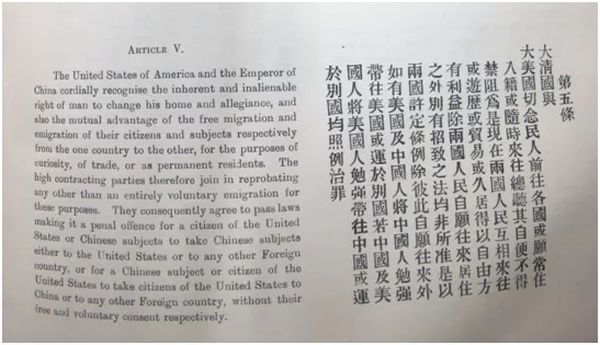 ARTICLE V.
The United States of America and the Emperor of
China cordially recognise the inherent and inalienable
right of man to change his home and allegiance, and
also the mutual advantage of the free migration and
emigration of their citizens and subjects respectively
from the one country to the other, for the purposes of
curiosity, of trade, or as permanent residents. The
high contracting parties therefore join in reprobating
any other than an entirely voluntary emigration for
these purposes. They consequently agree to pass laws
making it a penal offence for a citizen of the United
States or Chinese subjects to take Chinese subjects
either to the United States or to any other Foreign
country, or for a Chinese subject or citizen of the
United States to take citizens of the United States to
China or to any other Foreign country, without their
free and voluntary consent respectively.
第五條
大清國與
大美國切念民人前往各國或願常住
入籍或隨時來往總聽其自便不得
禁阻爲是現在兩國人民互相來往
或遊歷或貿易或久居得以自由方
有利益除兩國人民自願往來居住
之外別有招致之法均非所准是以
兩國許定條例除彼此自願往來外
如有美國及中國人將中國人勉強
帶往美國或運於別國若中國及美
國人將美國人勉強帶往中國或運
於別國均照例治罪